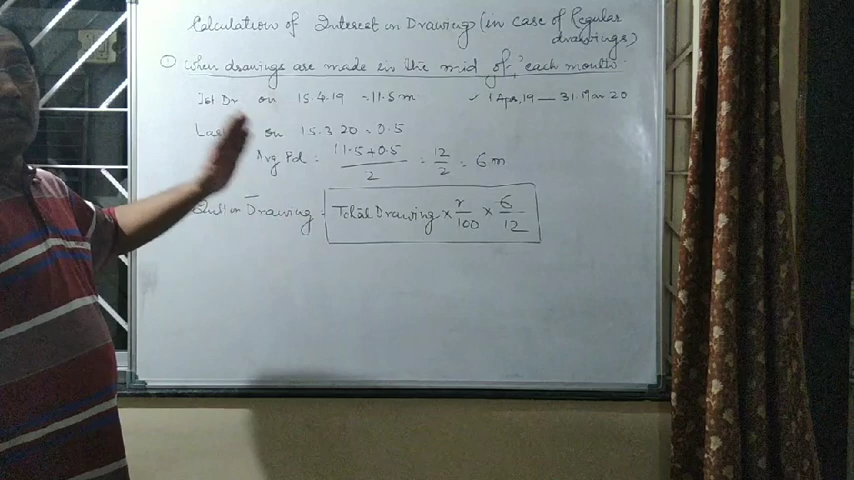 Calculation of Interest on Drawings (in case of Regular
drawings)
① When drawings are made in the mid of each month
1st Dr on 15.4.19 = 11.5 m ✓ 1 Apr, 19 — 31. 20
on 15.3.20 = 0.5
Avg Pd = 11.5+0.5 / 2 = 12/2 = 6 m
Int on Drawing = Total Drawing × r/100 × 6/12